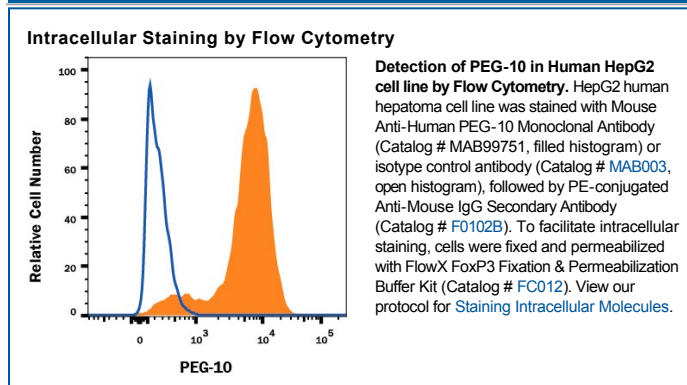 Intracellular Staining by Flow Cytometry
100
80
60
40
20
0
Relative Cell Number
0 10³ 10⁴ 10⁵
PEG-10
Detection of PEG-10 in Human HepG2
cell line by Flow Cytometry. HepG2 human
hepatoma cell line was stained with Mouse
Anti-Human PEG-10 Monoclonal Antibody
(Catalog # MAB99751, filled histogram) or
isotype control antibody (Catalog # MAB003,
open histogram), followed by PE-conjugated
Anti-Mouse IgG Secondary Antibody
(Catalog # F0102B). To facilitate intracellular
staining, cells were fixed and permeabilized
with FlowX FoxP3 Fixation & Permeabilization
Buffer Kit (Catalog # FC012). View our
protocol for Staining Intracellular Molecules.